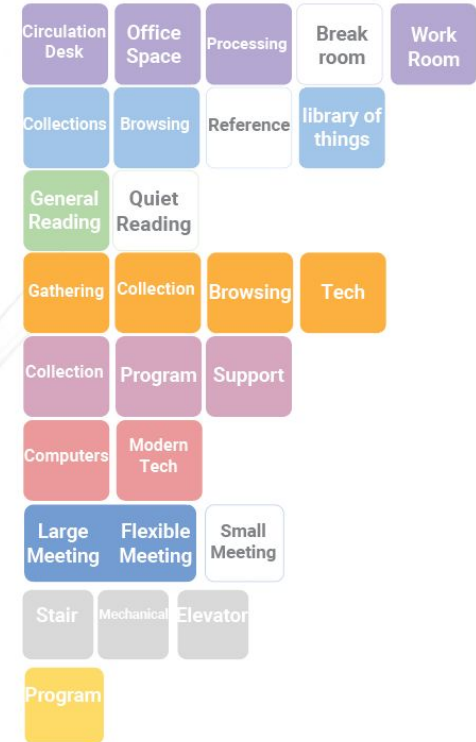 Circulation Desk
Office Space
Processing
Break room
Work Room
Collections
Browsing
Reference
library of things
General Reading
Quiet Reading
Gathering
Collection
Browsing
Tech
Collection
Program
Support
Computers
Modern Tech
Large Meeting
Flexible Meeting
Small Meeting
Stair
Mechanical
Elevator
Program